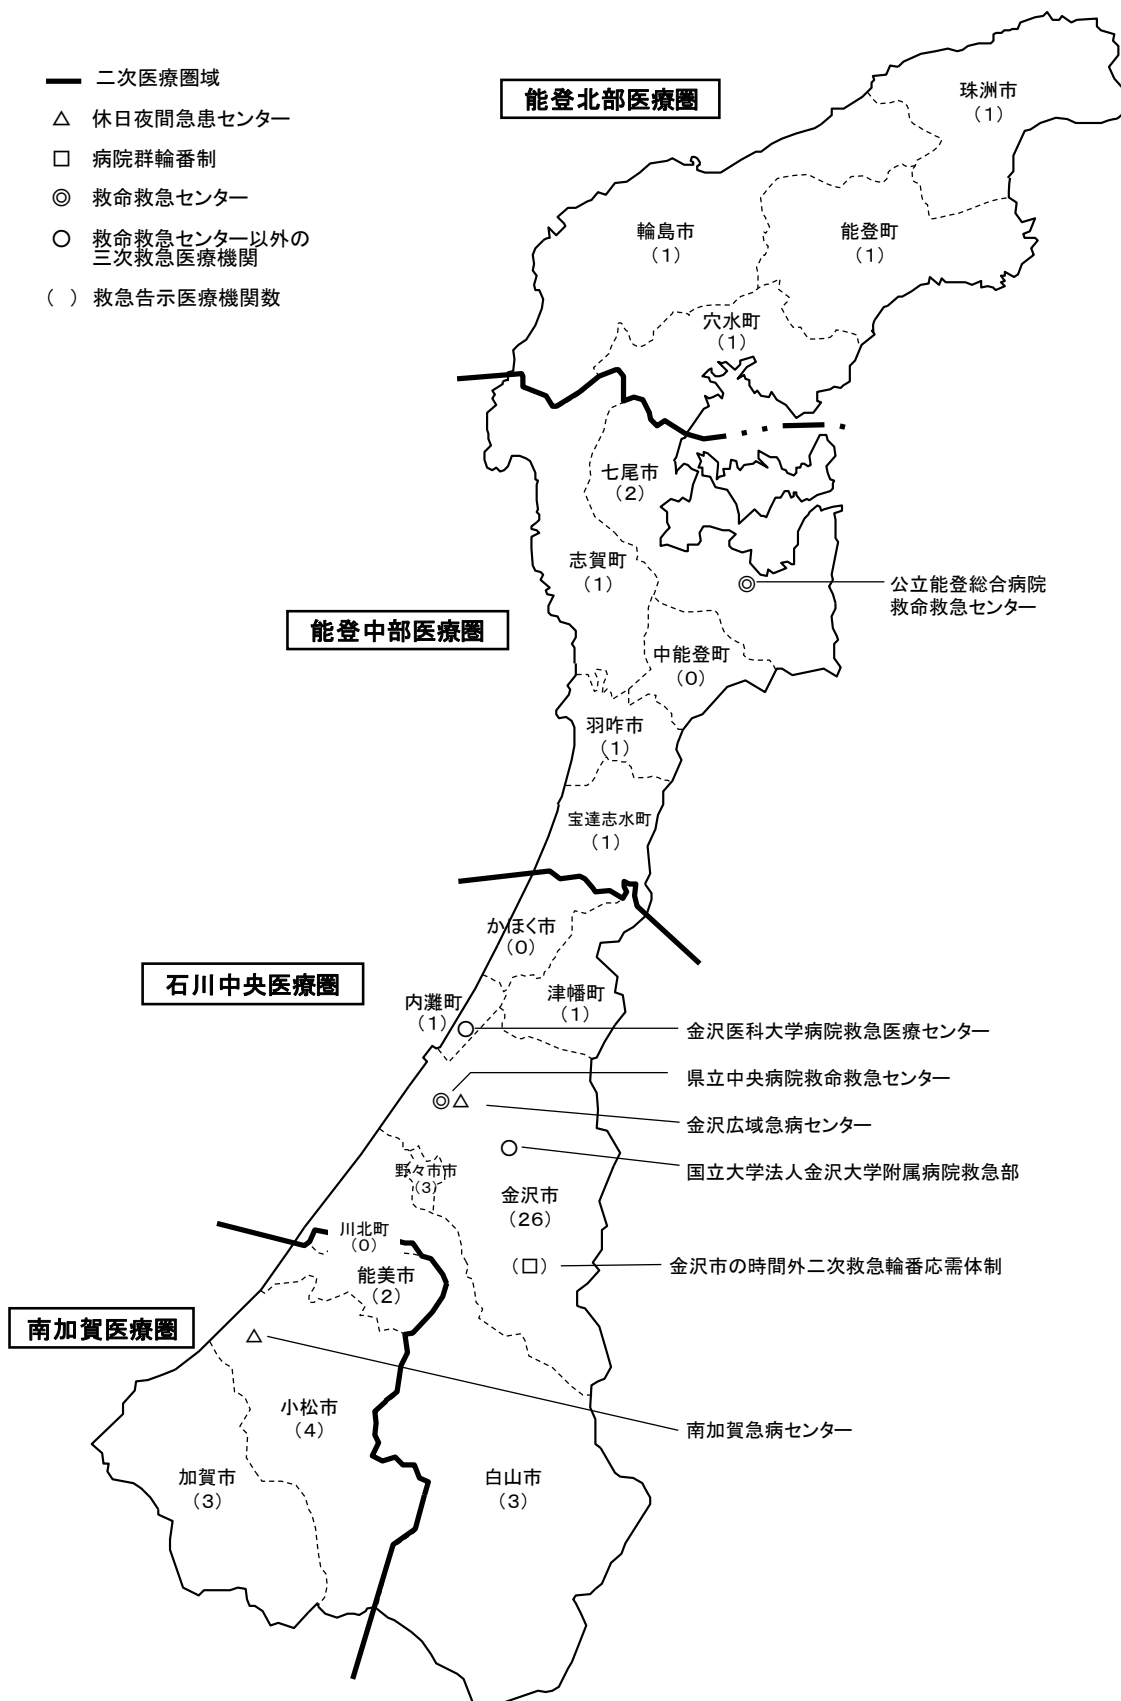 二次医療圏域
△ 休日夜間急患センター
□ 病院群輪番制
◎ 救命救急センター
○ 救命救急センター以外の
三次救急医療機関
( ) 救急告示医療機関数
能登北部医療圏
珠洲市
(1)
輪島市
(1)
能登町
(1)
穴水町
(1)
七尾市
(2)
志賀町
(1)
公立能登総合病院
救命救急センター
能登中部医療圏
中能登町
(0)
羽咋市
(1)
宝達志水町
(1)
かほく市
(0)
石川中央医療圏
津幡町
(1)
内灘町
(1)
金沢医科大学病院救急医療センター
県立中央病院救命救急センター
金沢広域急病センター
国立大学法人金沢大学附属病院救急部
野々市市
(3)
金沢市
(26)
(□)
金沢市の時間外二次救急輪番応需体制
川北町
(0)
能美市
(2)
南加賀医療圏
小松市
(4)
南加賀急病センター
加賀市
(3)
白山市
(3)